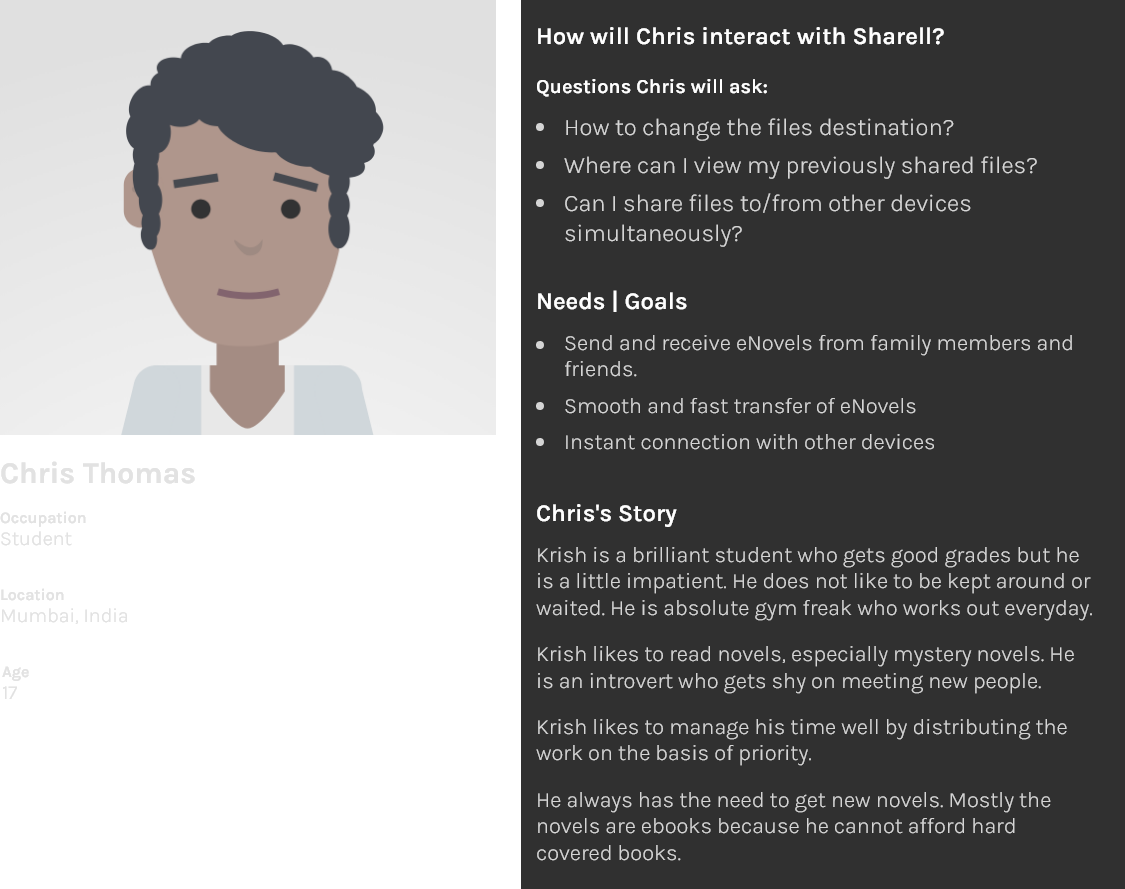 Chris Thomas
Occupation
Student
Location
Mumbai, India
Age
17
How will Chris interact with Sharell?
Questions Chris will ask:
• How to change the files destination?
• Where can I view my previously shared files?
• Can I share files to/from other devices
simultaneously?
Needs | Goals
• Send and receive eNovels from family members and
friends.
• Smooth and fast transfer of eNovels
• Instant connection with other devices
Chris's Story
Krish is a brilliant student who gets good grades but he
is a little impatient. He does not like to be kept around or
waited. He is absolute gym freak who works out everyday.
Krish likes to read novels, especially mystery novels. He
is an introvert who gets shy on meeting new people.
Krish likes to manage his time well by distributing the
work on the basis of priority.
He always has the need to get new novels. Mostly the
novels are ebooks because he cannot afford hard
covered books.